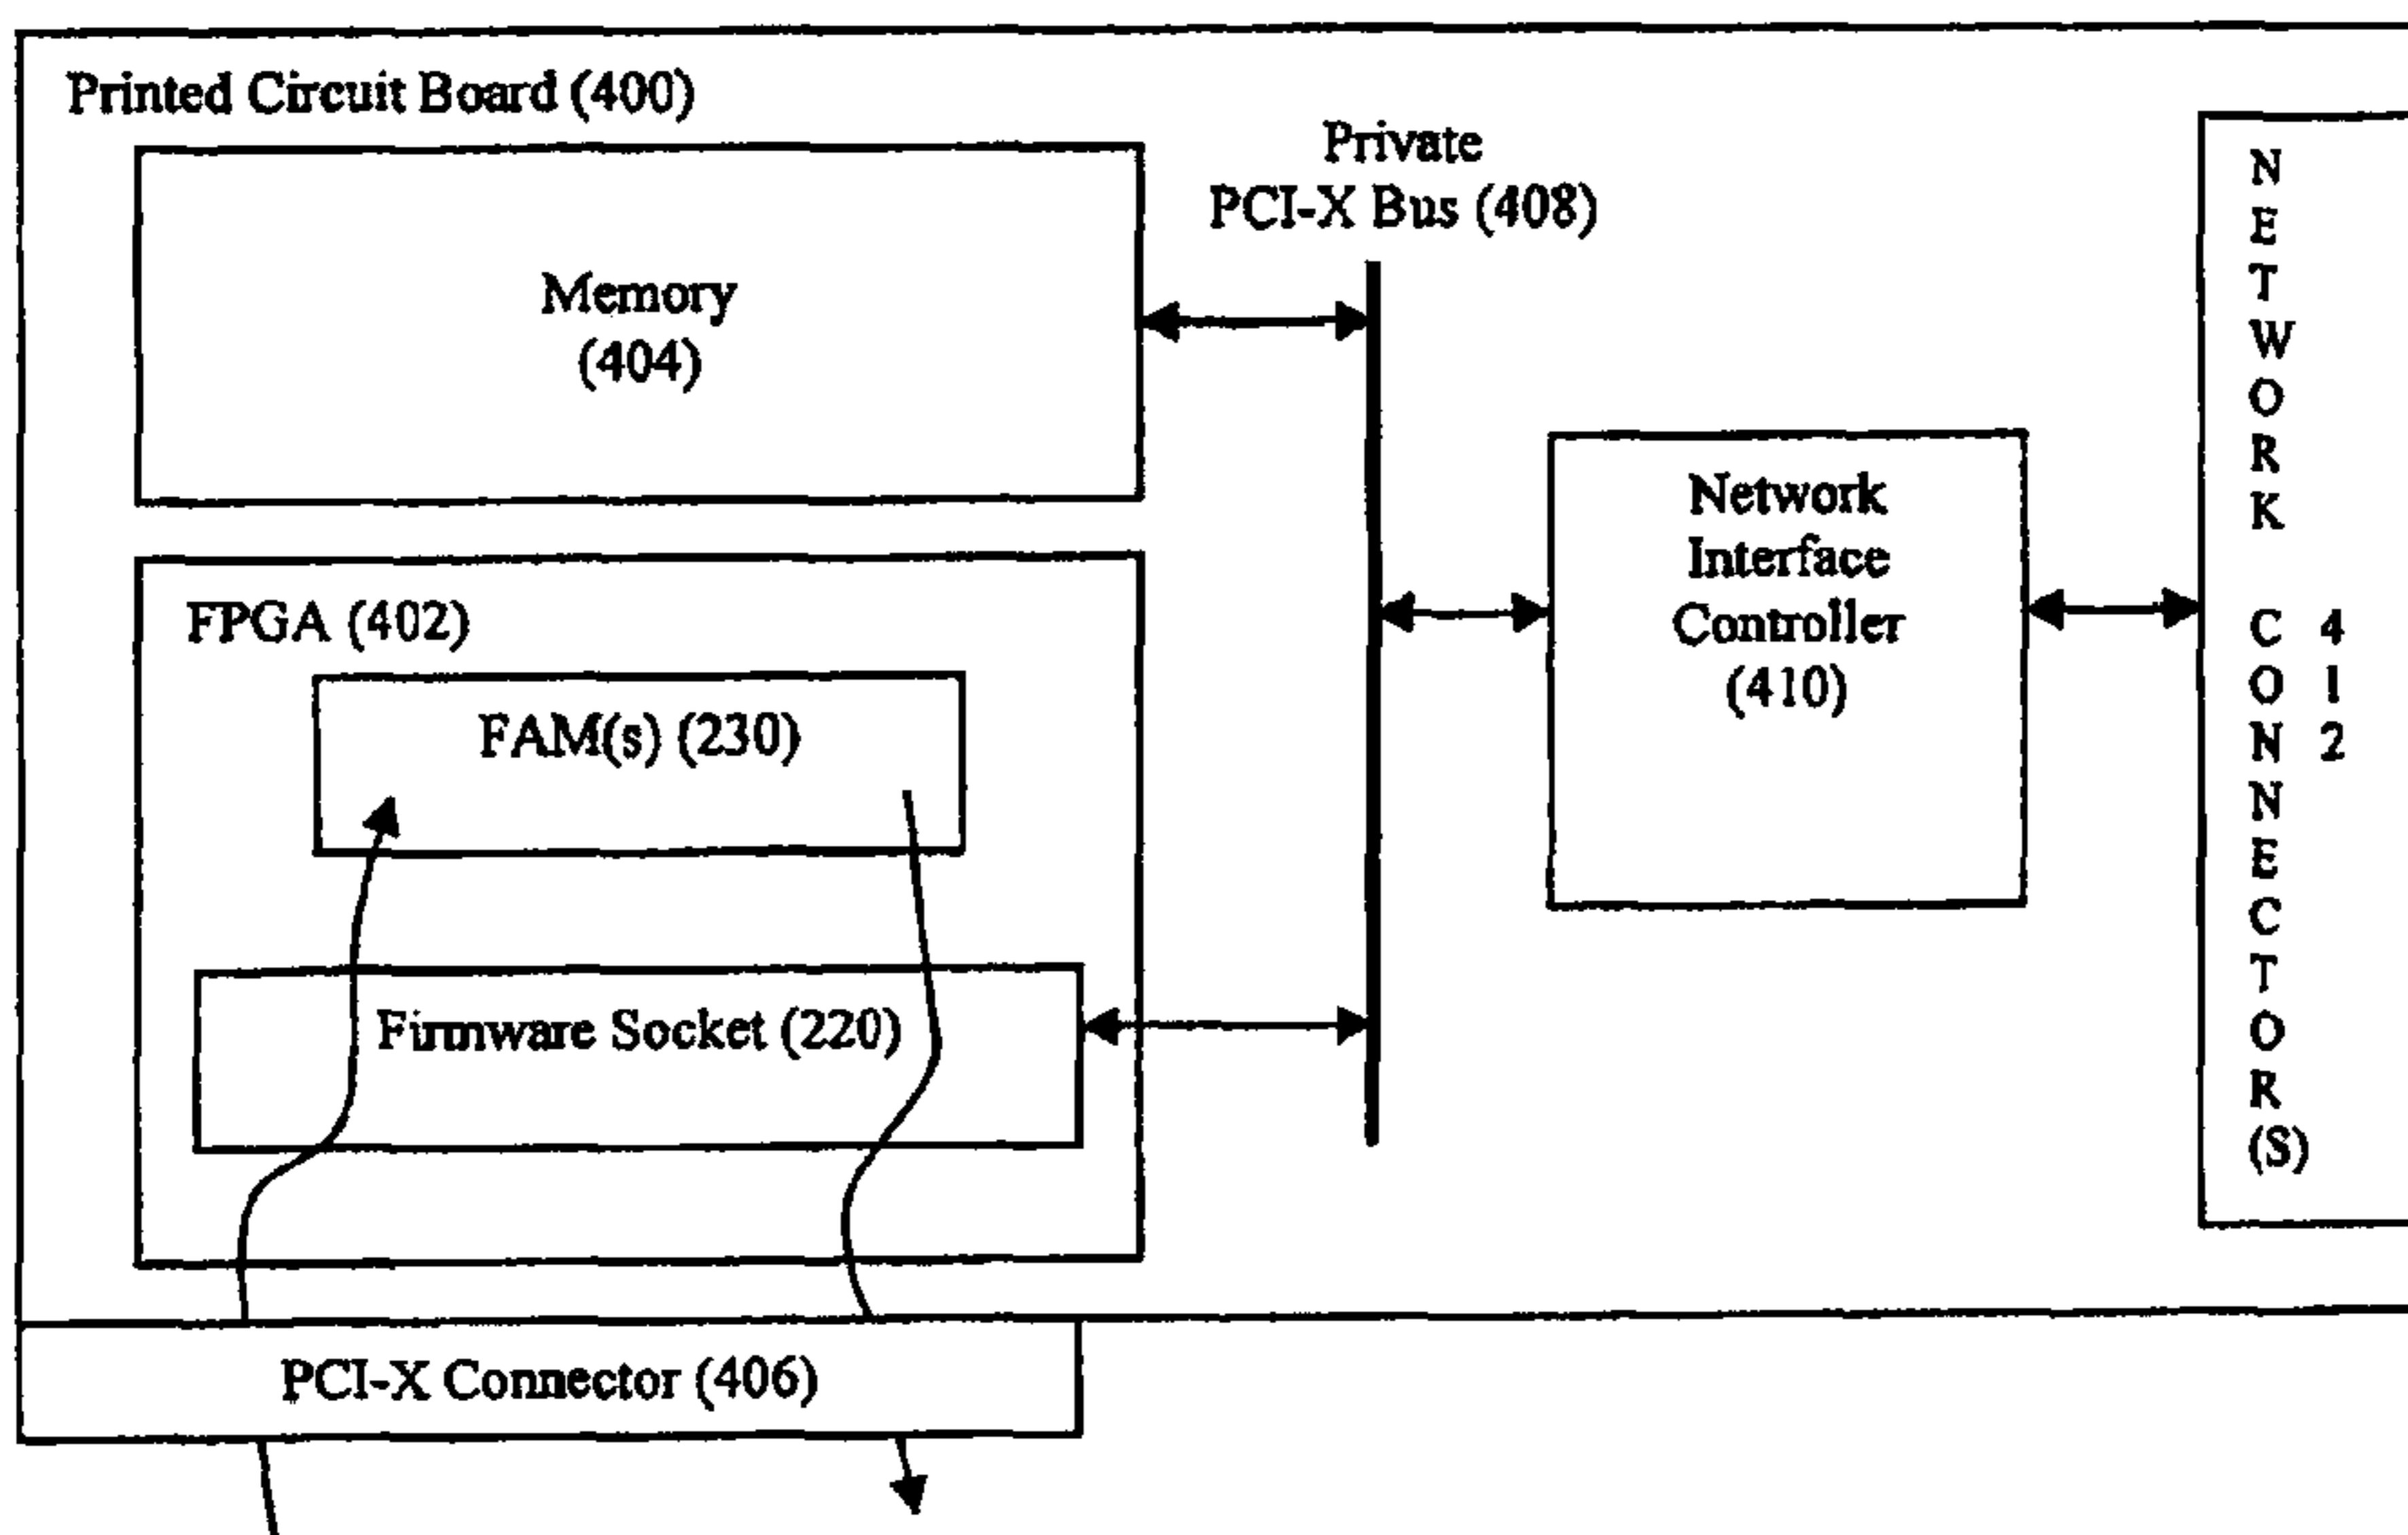 Printed Circuit Board (400)
Private
PCI-X Bus (408)
Memory
(404)
Network
Interface
Controller
(410)
NETWORK CONNECTOR(S)
412
FPGA (402)
FAM(s) (230)
Firmware Socket (220)
PCI-X Connector (406)